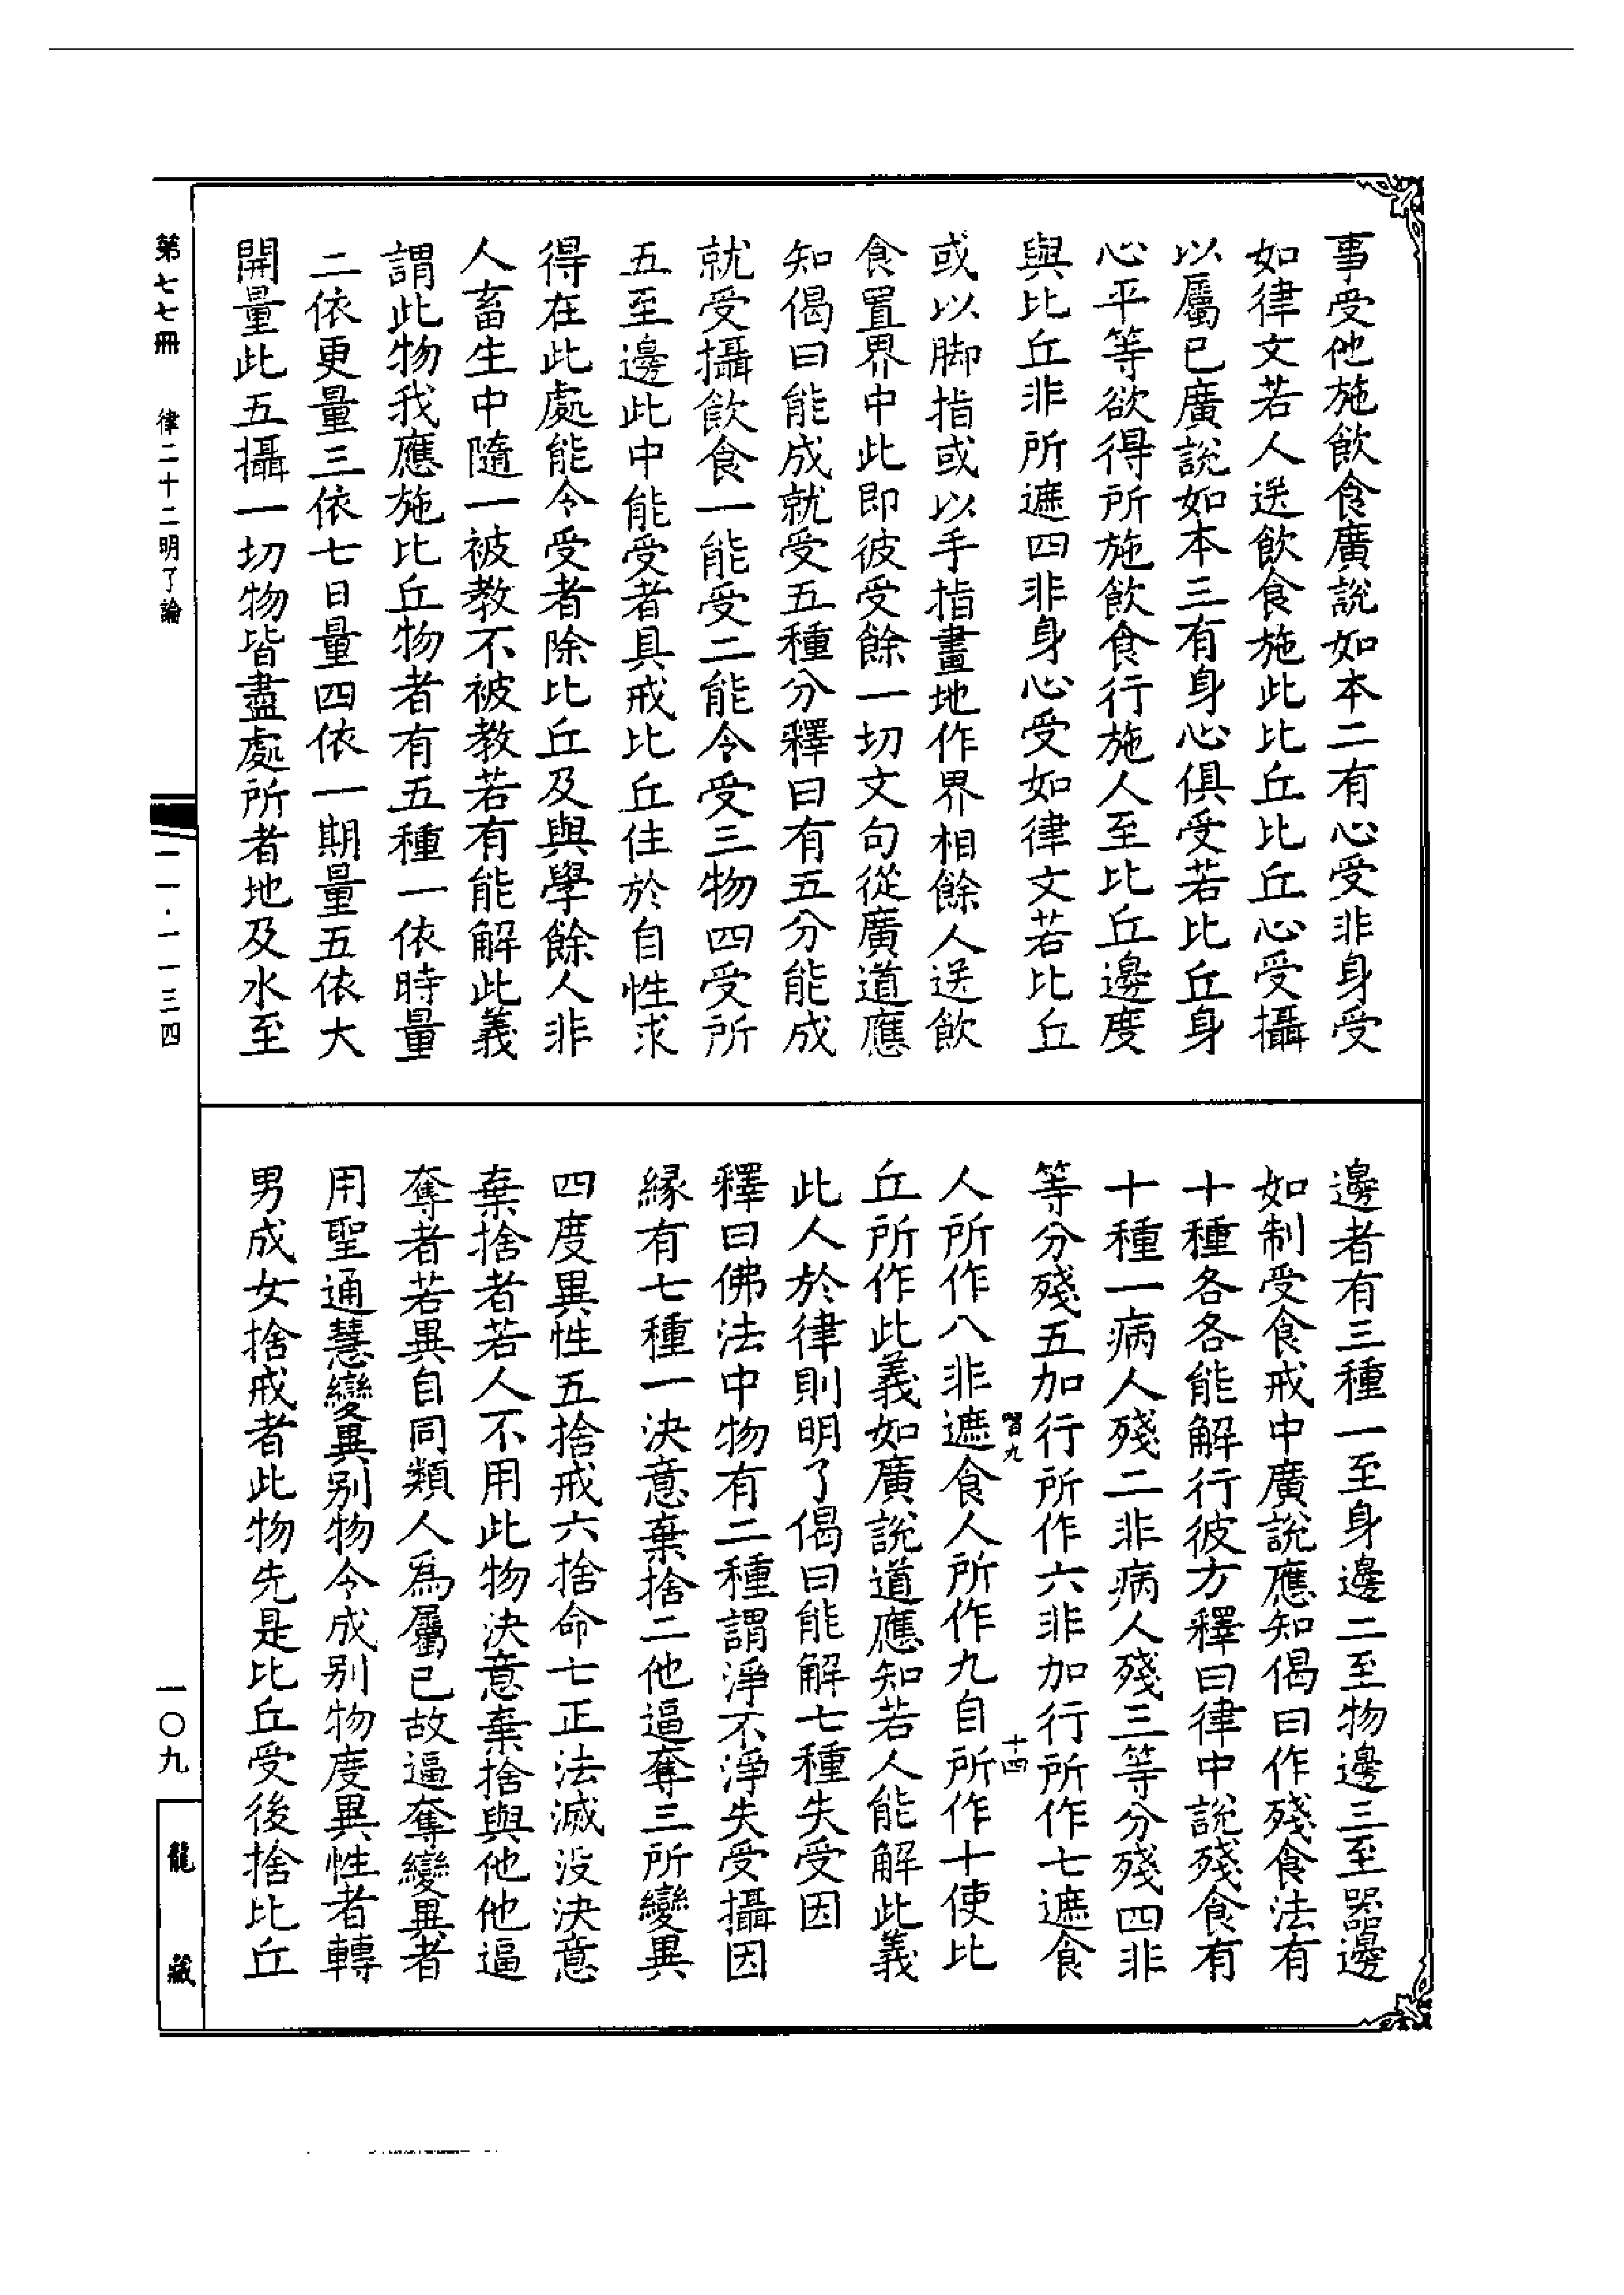 事受他施飲食廣說如本二有心受非身受
如律文若人送飲食施此比丘比丘心受攝
以屬已廣說如本三有身心俱受若比丘身
心平等欲得所施飲食行施人至比丘邊度
與比丘非所遮四非身心受如律文若比丘
或以脚指或以手指畫地作界相餘人送飲
食置界中此即彼受餘一切文句從廣道應
知偈曰能成就受五種分釋曰有五分能成
就受攝飲食一能受二能令受三物四受所
五至邊此中能受者具戒比丘住於自性求
得在此處能令受者除比丘及與學餘人非
人畜生中隨一被教不被教若有能解此義
謂此物我應施比丘物者有五種一依時量
二依更量三依七日量四依一期量五依大
開量此五攝一切物皆盡處所者地及水至
邊者有三種一至身邊二至物邊三至器邊
如制受食戒中廣說應知偈曰作殘食法有
十種各各能解行彼方釋曰律中說殘食有
十種一病人殘二非病人殘三等分殘四非
等分殘五加行所作六非加行所作七遮食
習九
十四
人所作八非遮食人所作九自所作十使比
丘所作此義如廣說道應知若人能解此義
此人於律則明了偈曰能解七種失受因
釋曰佛法中物有二種謂淨不淨失受攝因
緣有七種一決意棄捨二他逼奪三所變異
四度異性五捨戒六捨命七正法滅没決意
棄捨者若人不用此物決意棄捨與他他逼
奪者若異自同類人為屬已故逼奪變異者
用聖通慧變異别物令成别物度異性者轉
男成女捨戒者此物先是比丘受後捨比丘
第七七冊
律二十二明了論
一一·一一三四
一〇九
龍藏